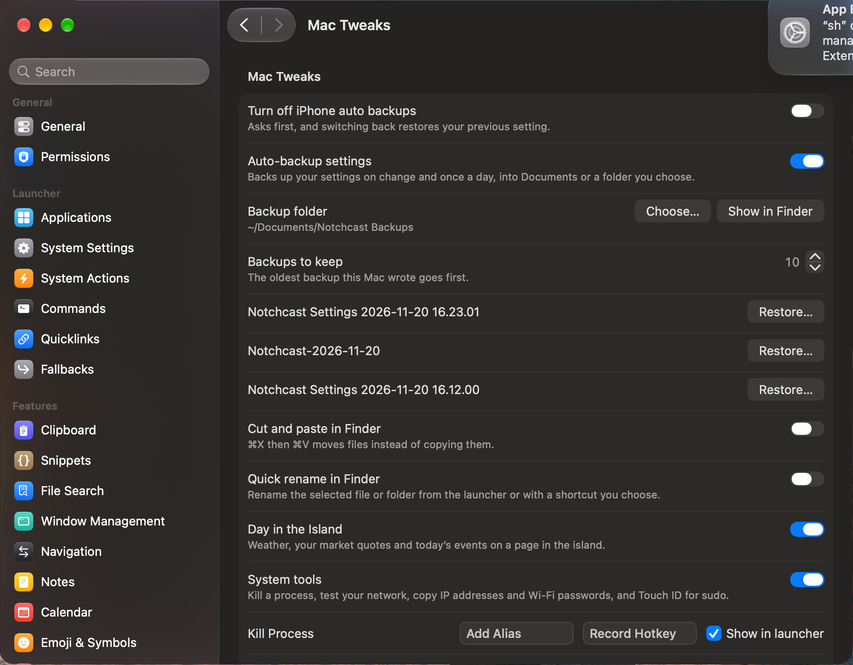 Mac Tweaks
App
"sh"
mana
Exten
Search
General
General
Permissions
Launcher
Applications
System Settings
System Actions
Commands
Quicklinks
Fallbacks
Features
Clipboard
Snippets
File Search
Window Management
Navigation
Notes
Calendar
Emoji & Symbols
Mac Tweaks
Turn off iPhone auto backups
Asks first, and switching back restores your previous setting.
Auto-backup settings
Backs up your settings on change and once a day, into Documents or a folder you choose.
Backup folder
~/Documents/Notchcast Backups
Choose...
Show in Finder
Backups to keep
The oldest backup this Mac wrote goes first.
10
Notchcast Settings 2026-11-20 16.23.01
Restore...
Notchcast-2026-11-20
Restore...
Notchcast Settings 2026-11-20 16.12.00
Restore...
Cut and paste in Finder
⌘X then ⌘V moves files instead of copying them.
Quick rename in Finder
Rename the selected file or folder from the launcher or with a shortcut you choose.
Day in the Island
Weather, your market quotes and today's events on a page in the island.
System tools
Kill a process, test your network, copy IP addresses and Wi-Fi passwords, and Touch ID for sudo.
Kill Process
Add Alias
Record Hotkey
Show in launcher